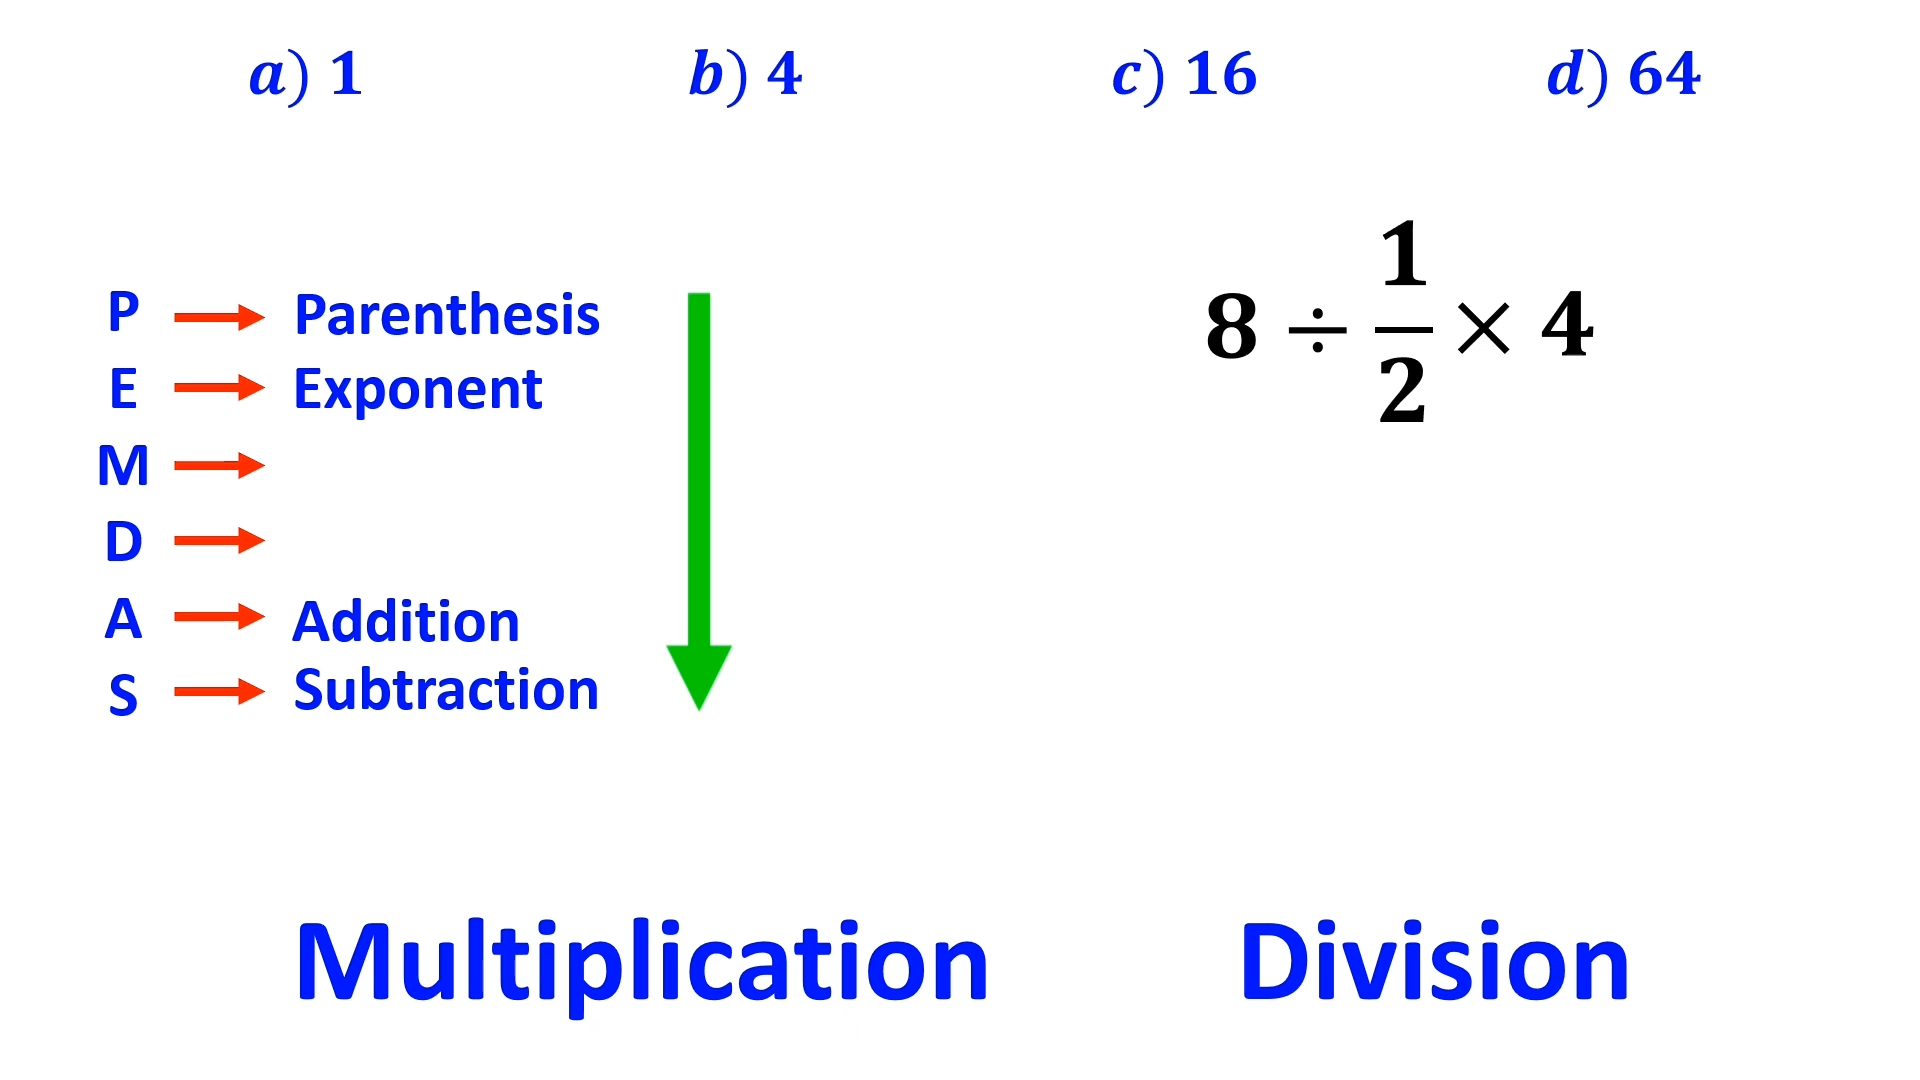 a) 1 b) 4 c) 16 d) 64
8 ÷ 1/2 × 4
P → Parenthesis
E → Exponent
M →
D →
A → Addition
S → Subtraction
Multiplication Division